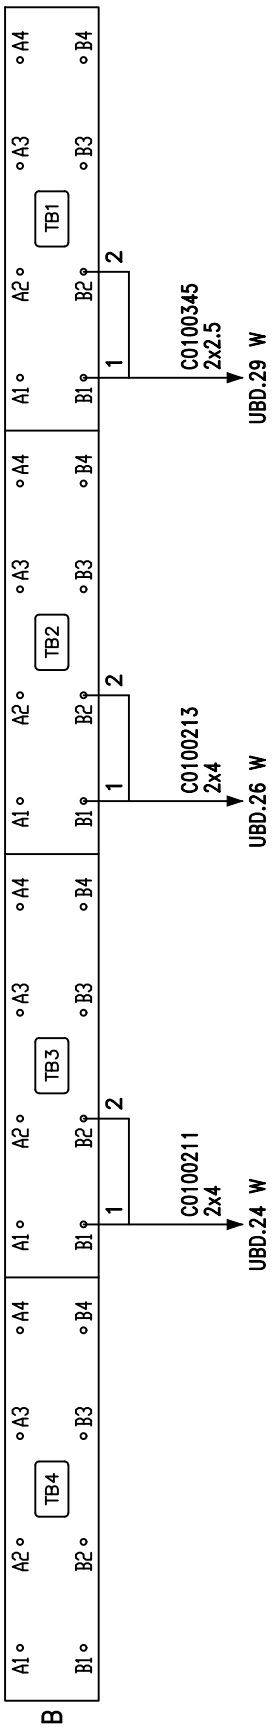 B
A1 A2 A3 A4 A1 A2 A3 A4 A1 A2 A3 A4 A1 A2 A3 A4
TB4 TB3 TB2 TB1
B1 B2 B3 B4 B1 B2 B3 B4 B1 B2 B3 B4 B1 B2 B3 B4
1 2 1 2 1 2
C0100211 C0100213 C0100345
2x4 2x4 2x2.5
UBD.24 W UBD.26 W UBD.29 W